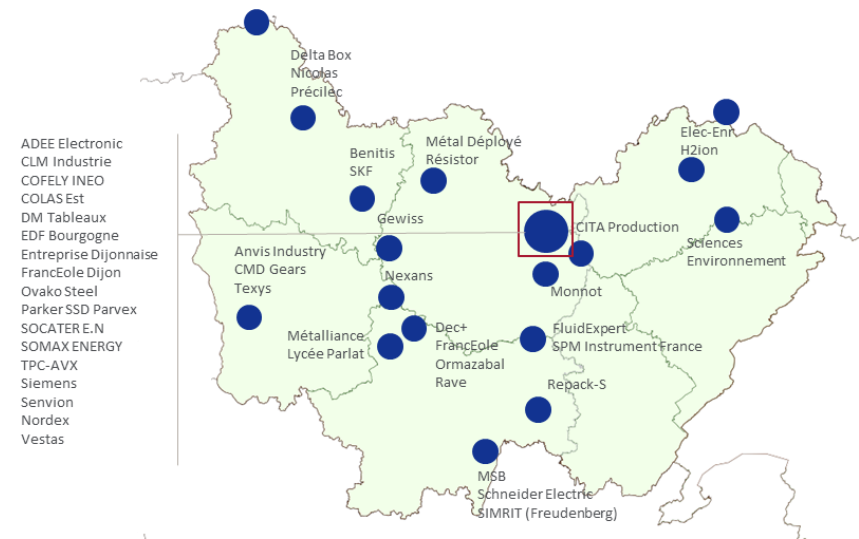 ADEE Electronic
CLM Industrie
COFELY INEO
COLAS Est
DM Tableaux
EDF Bourgogne
Entreprise Dijonnaise
FrancEole Dijon
Ovako Steel
Parker SSD Parvex
SOCATER E.N
SOMAX ENERGY
TPC-AVX
Siemens
Senvion
Nordex
Vestas
Delta Box
Nicolas
Précilec
Benitis
SKF
Métal Déployé
Résistor
Elec-Enr
H2ion
Gewiss
CITA Production
Sciences
Environnement
Anvis Industry
CMD Gears
Texys
Nexans
Monnot
Métalliance
Lycée Parlat
Dec+
FrancEole
Ormazabal
Rave
FluidExpert
SPM Instrument France
Repack-S
MSB
Schneider Electric
SIMRIT (Freudenberg)